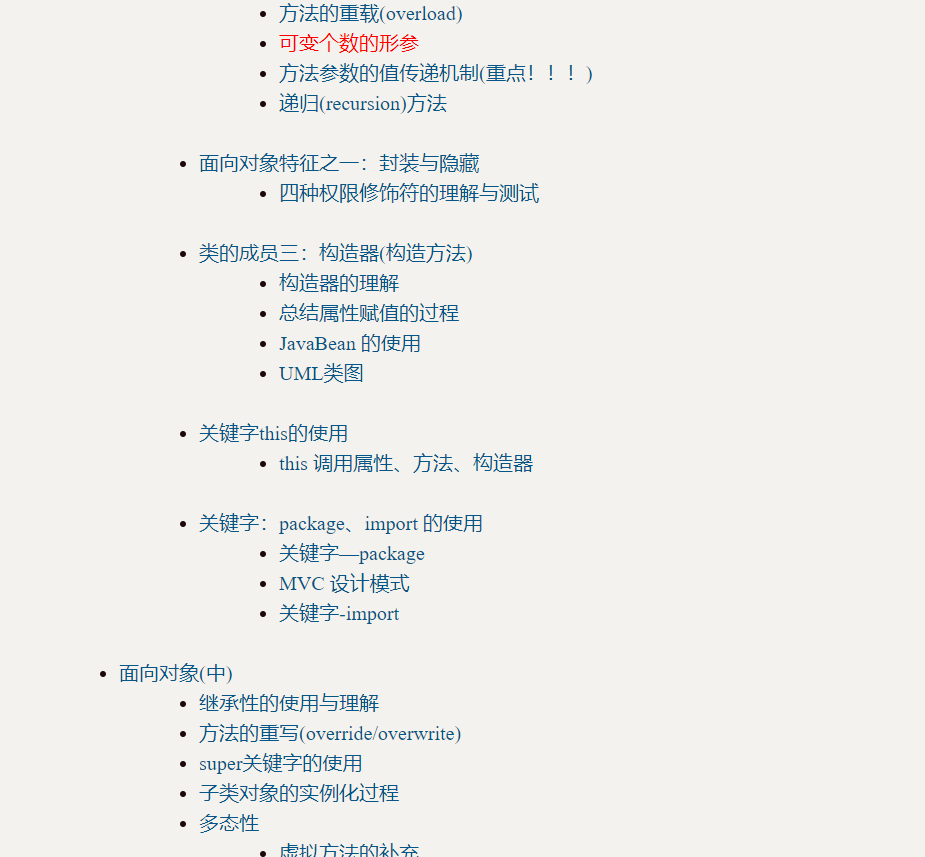 方法的重载(overload)
可变个数的形参
方法参数的值传递机制(重点！！！)
递归(recursion)方法
面向对象特征之一：封装与隐藏
四种权限修饰符的理解与测试
类的成员三：构造器(构造方法)
构造器的理解
总结属性赋值的过程
JavaBean 的使用
UML类图
关键字this的使用
this 调用属性、方法、构造器
关键字：package、import 的使用
关键字—package
MVC 设计模式
关键字-import
面向对象(中)
继承性的使用与理解
方法的重写(override/overwrite)
super关键字的使用
子类对象的实例化过程
多态性
虚拟方法的补充